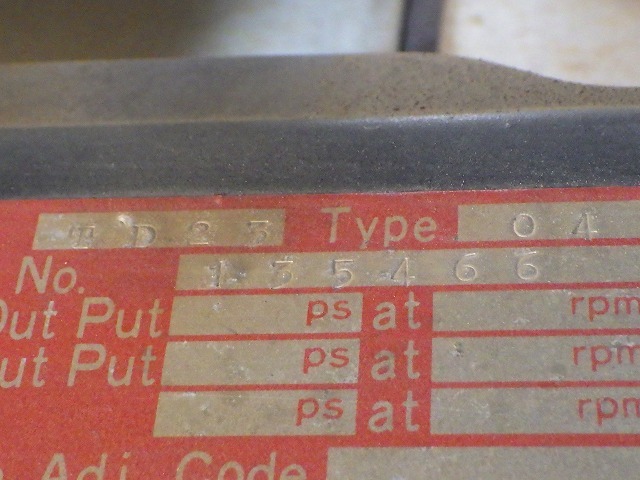 TD23 Type 04
No. 135466
Out Put ps at rpm
ut Put ps at rpm
ps at rpm
Adj. Code